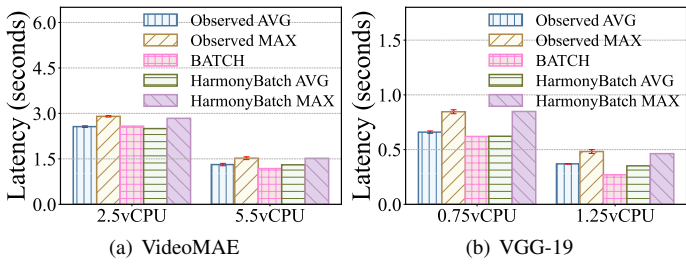 Latency (seconds)
6.0
4.5
3.0
1.5
0.0
Observed AVG
Observed MAX
BATCH
HarmonyBatch AVG
HarmonyBatch MAX
2.5vCPU 5.5vCPU
(a) VideoMAE
Latency (seconds)
1.5
1.0
0.5
0.0
Observed AVG
Observed MAX
BATCH
HarmonyBatch AVG
HarmonyBatch MAX
0.75vCPU 1.25vCPU
(b) VGG-19